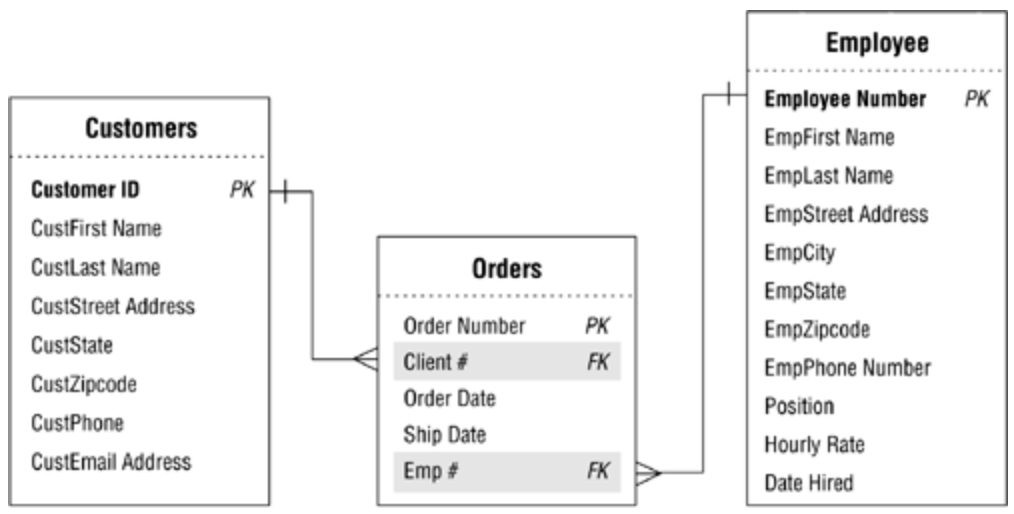 Customers
Customer ID PK
CustFirst Name
CustLast Name
CustStreet Address
CustState
CustZipcode
CustPhone
CustEmail Address
Orders
Order Number PK
Client # FK
Order Date
Ship Date
Emp # FK
Employee
Employee Number PK
EmpFirst Name
EmpLast Name
EmpStreet Address
EmpCity
EmpState
EmpZipcode
EmpPhone Number
Position
Hourly Rate
Date Hired